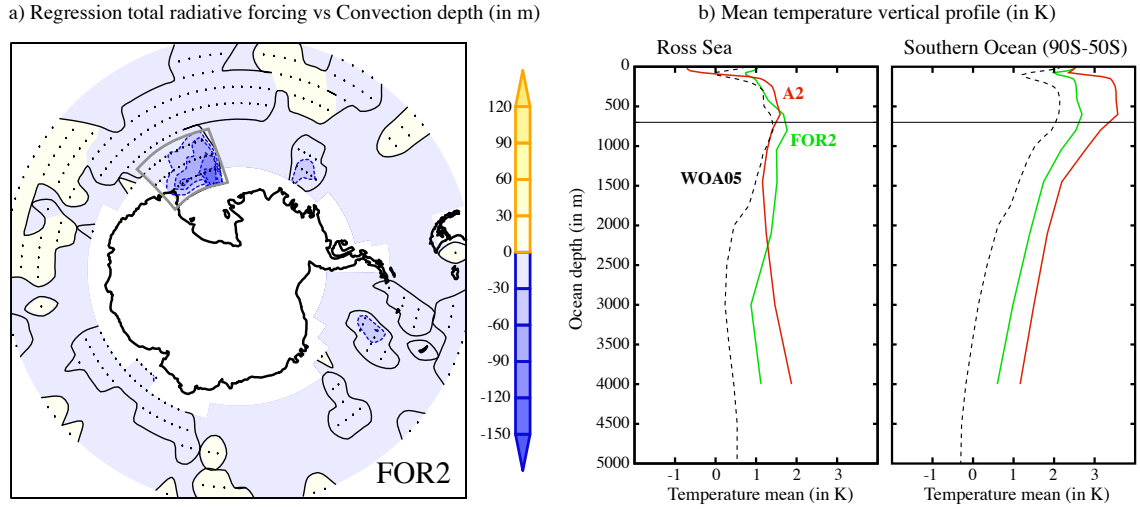 a) Regression total radiative forcing vs Convection depth (in m)
FOR2
120
90
60
30
0
-30
-60
-90
-120
-150
b) Mean temperature vertical profile (in K)
Ross Sea
Southern Ocean (90S-50S)
Ocean depth (in m)
0
500
1000
1500
2000
2500
3000
3500
4000
4500
5000
A2
FOR2
WOA05
-1 0 1 2 3
Temperature mean (in K)
-1 0 1 2 3
Temperature mean (in K)